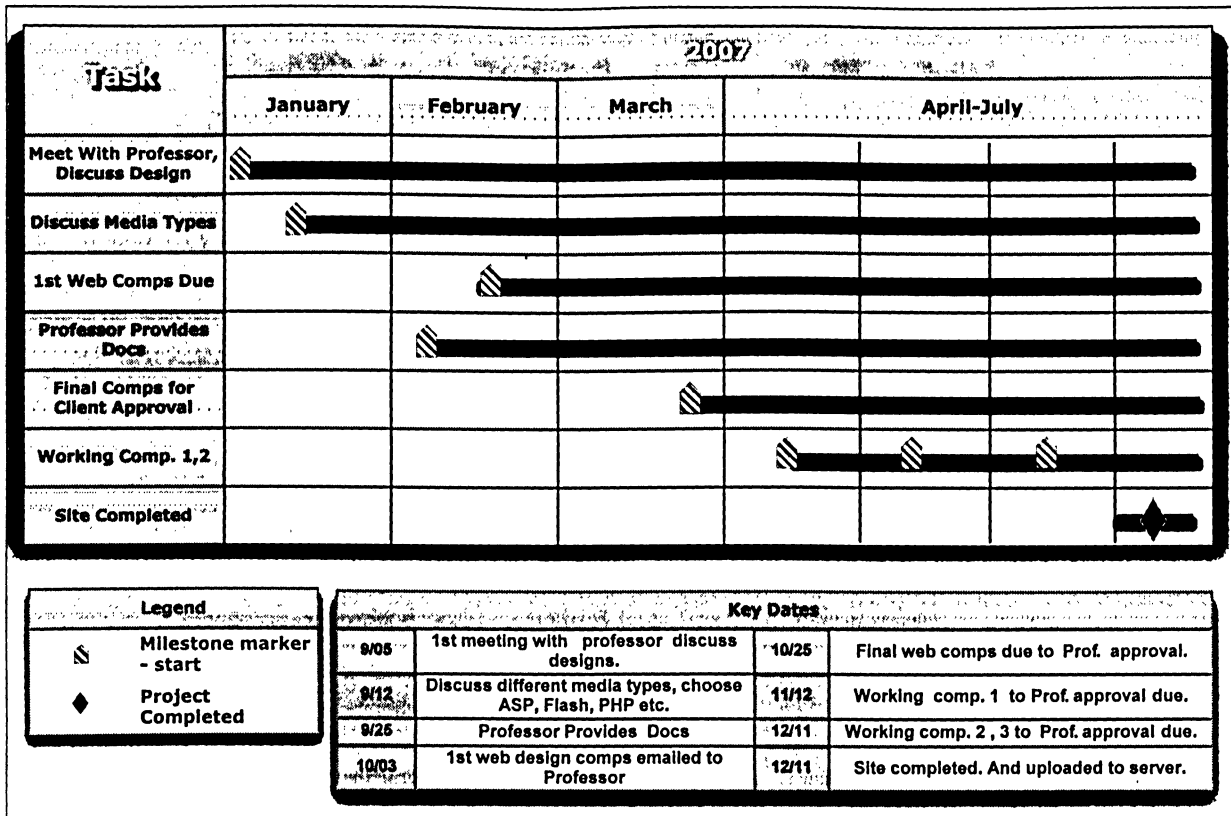 Task
2007
January February March April-July
Meet With Professor,
Discuss Design
Discuss Media Types
1st Web Comps Due
Professor Provides
Docs
Final Comps for
Client Approval
Working Comp. 1,2
Site Completed
Legend
Milestone marker
- start
Project
Completed
Key Dates
9/05 1st meeting with professor discuss
designs.
10/25 Final web comps due to Prof. approval.
9/12 Discuss different media types, choose
ASP, Flash, PHP etc.
11/12 Working comp. 1 to Prof. approval due.
9/25 Professor Provides Docs
12/11 Working comp. 2 , 3 to Prof. approval due.
10/03 1st web design comps emailed to
Professor
12/11 Site completed. And uploaded to server.